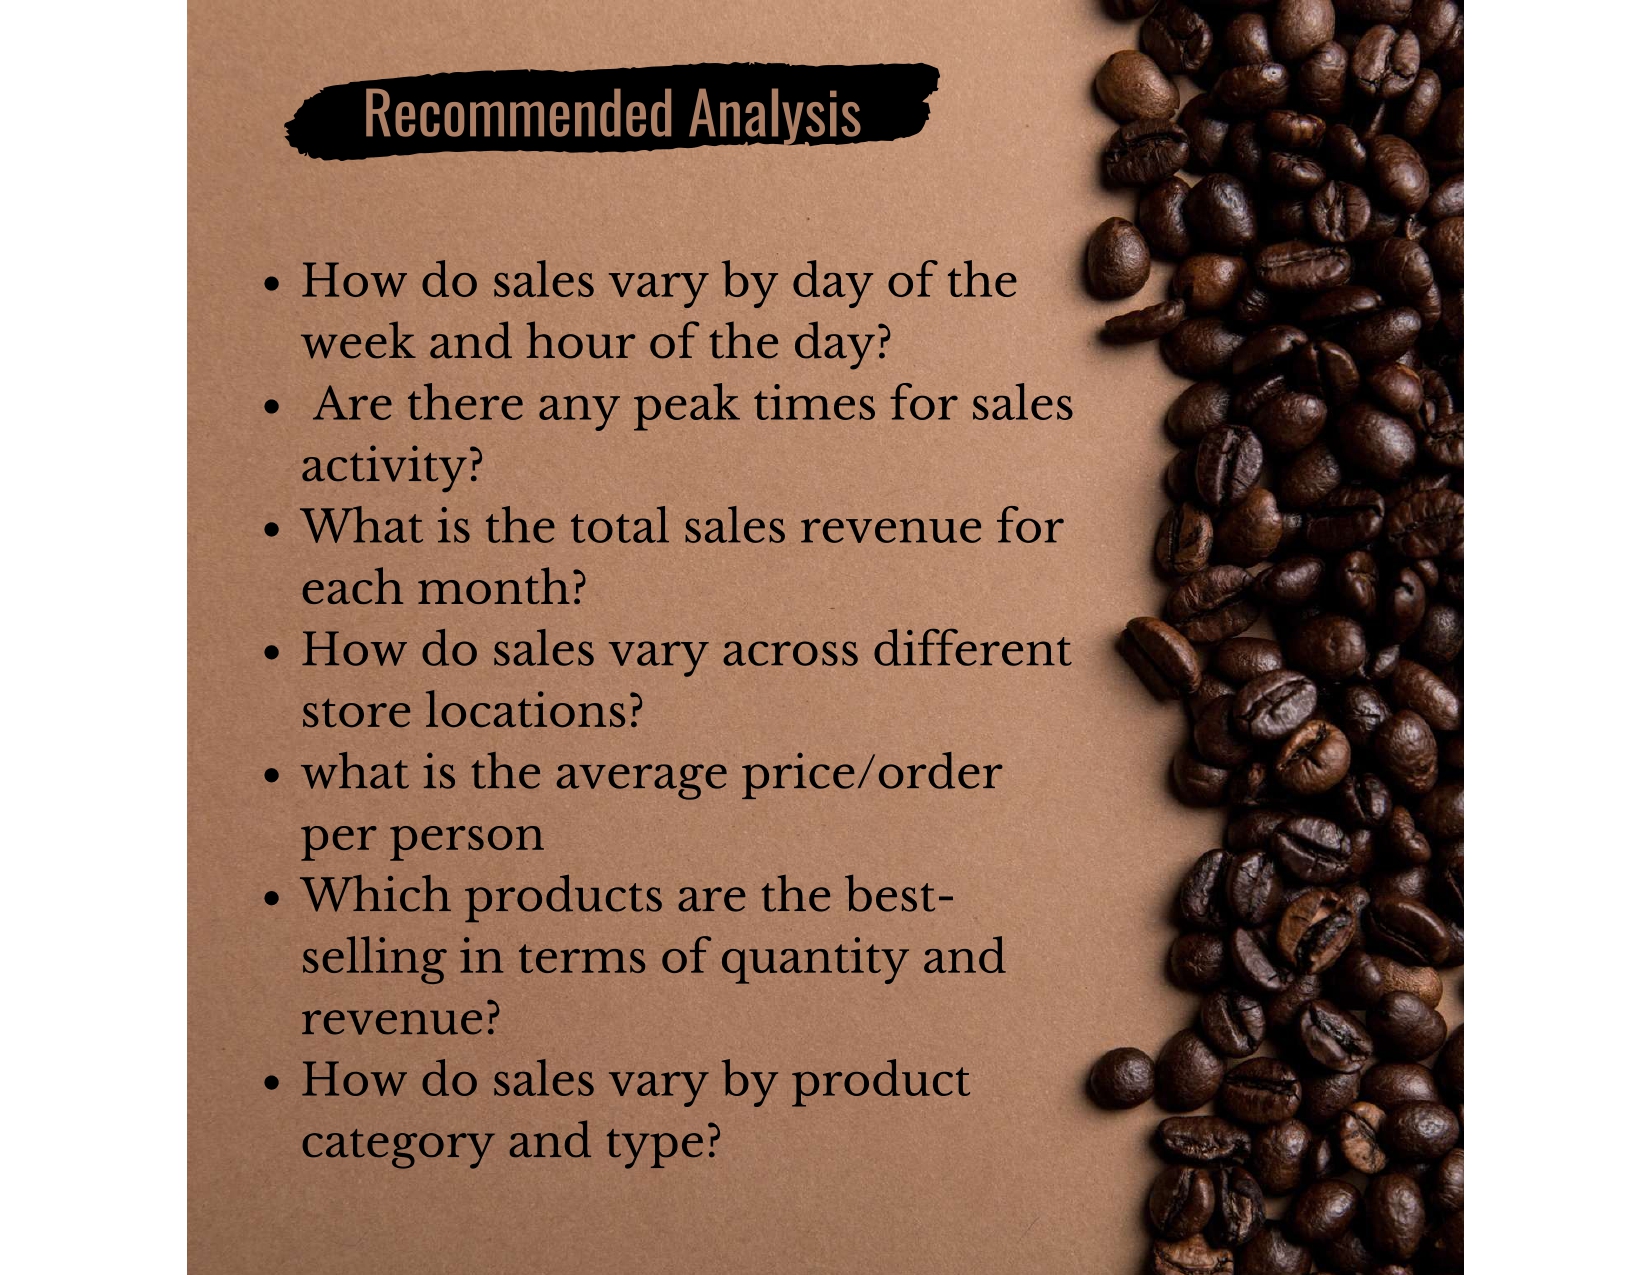 Recommended Analysis
• How do sales vary by day of the
week and hour of the day?
• Are there any peak times for sales
activity?
• What is the total sales revenue for
each month?
• How do sales vary across different
store locations?
• what is the average price/order
per person
• Which products are the best-
selling in terms of quantity and
revenue?
• How do sales vary by product
category and type?